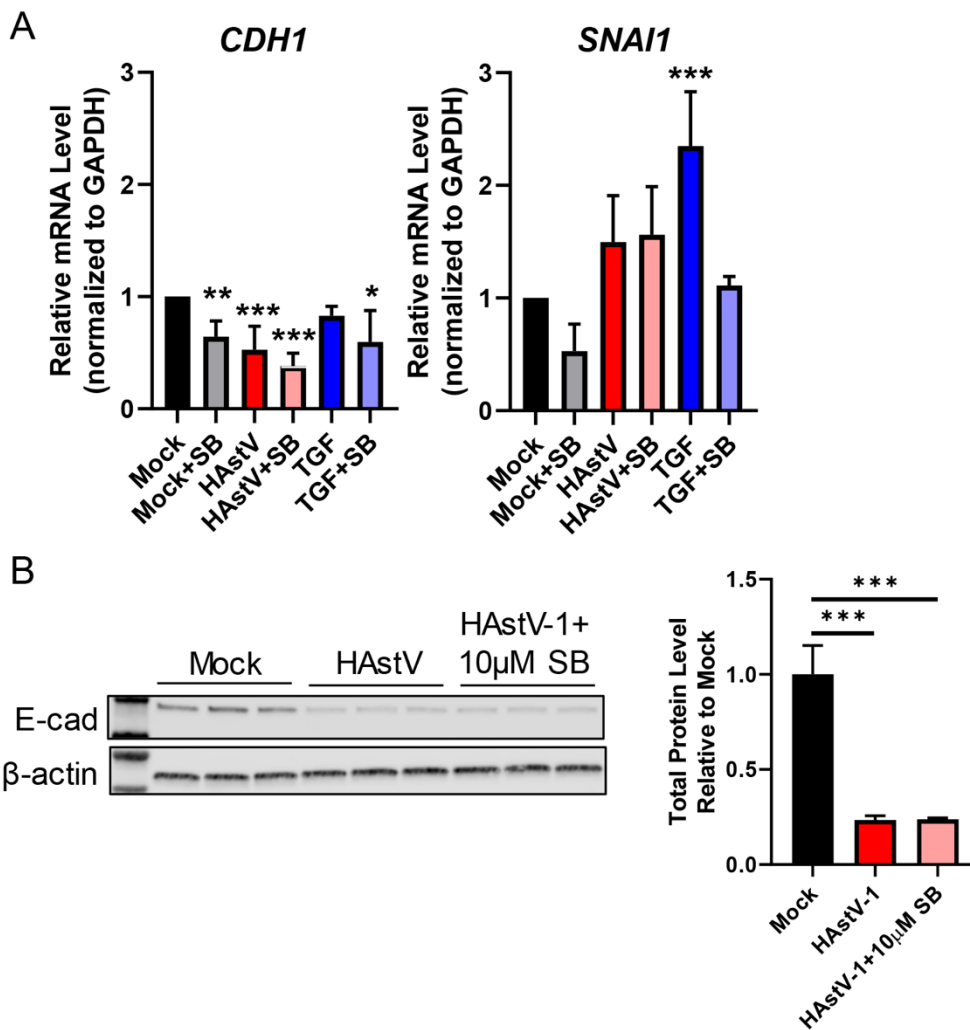 A
CDH1
SNAI1
Relative mRNA Level
(normalized to GAPDH)
3
2
1
0
**
***
***
*
Mock
Mock+SB
HAstV
HAstV+SB
TGF
TGF+SB
Relative mRNA Level
(normalized to GAPDH)
3
2
1
0
***
Mock
Mock+SB
HAstV
HAstV+SB
TGF
TGF+SB
B
Mock
HAstV
HAstV-1+
10µM SB
E-cad
β-actin
Total Protein Level
Relative to Mock
1.5
1.0
0.5
0.0
***
***
Mock
HAstV-1
HAstV-1+10µM SB